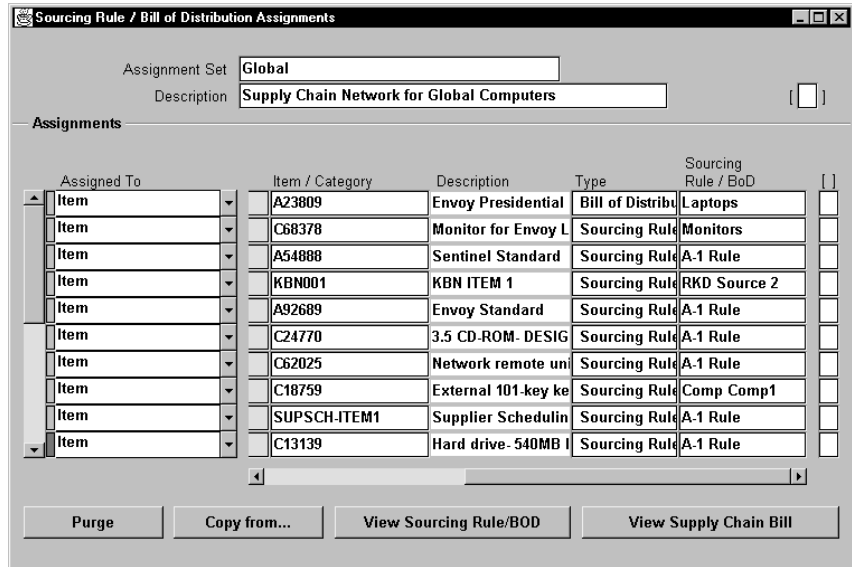 Sourcing Rule / Bill of Distribution Assignments
Assignment Set Global
Description Supply Chain Network for Global Computers [ ]
Assignments
Assigned To Item / Category Description Type Sourcing Rule / BoD [ ]
Item A23809 Envoy Presidential Bill of Distribu Laptops
Item C68378 Monitor for Envoy L Sourcing Rule Monitors
Item A54888 Sentinel Standard Sourcing Rule A-1 Rule
Item KBN001 KBN ITEM 1 Sourcing Rule RKD Source 2
Item A92689 Envoy Standard Sourcing Rule A-1 Rule
Item C24770 3.5 CD-ROM- DESIG Sourcing Rule A-1 Rule
Item C62025 Network remote uni Sourcing Rule A-1 Rule
Item C18759 External 101-key ke Sourcing Rule Comp Comp1
Item SUPSCH-ITEM1 Supplier Schedulin Sourcing Rule A-1 Rule
Item C13139 Hard drive- 540MB I Sourcing Rule A-1 Rule
Purge Copy from... View Sourcing Rule/BOD View Supply Chain Bill